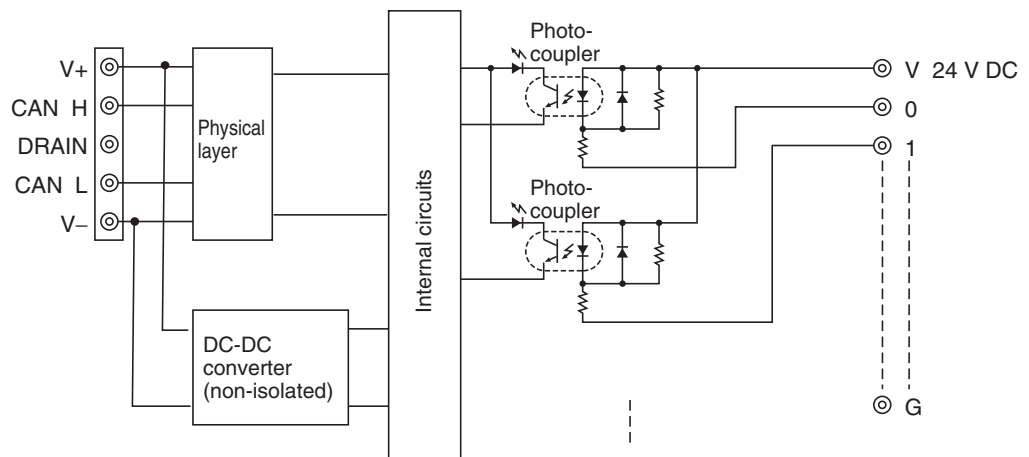 V+
CAN H
DRAIN
CAN L
V–
Physical
layer
DC-DC
converter
(non-isolated)
Internal circuits
Photo-
coupler
Photo-
coupler
V 24 V DC
0
1
G